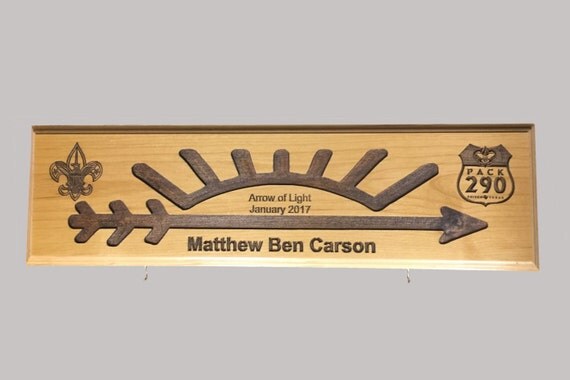 Arrow of Light
January 2017
Matthew Ben Carson
PACK
290